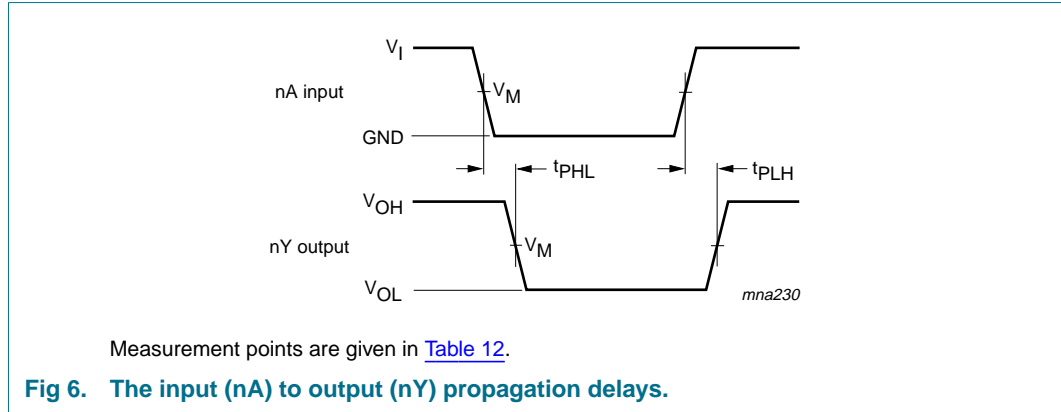 VI
nA input
VM
GND
tPHL
tPLH
VOH
nY output
VM
VOL
mna230
Measurement points are given in Table 12.
Fig 6. The input (nA) to output (nY) propagation delays.